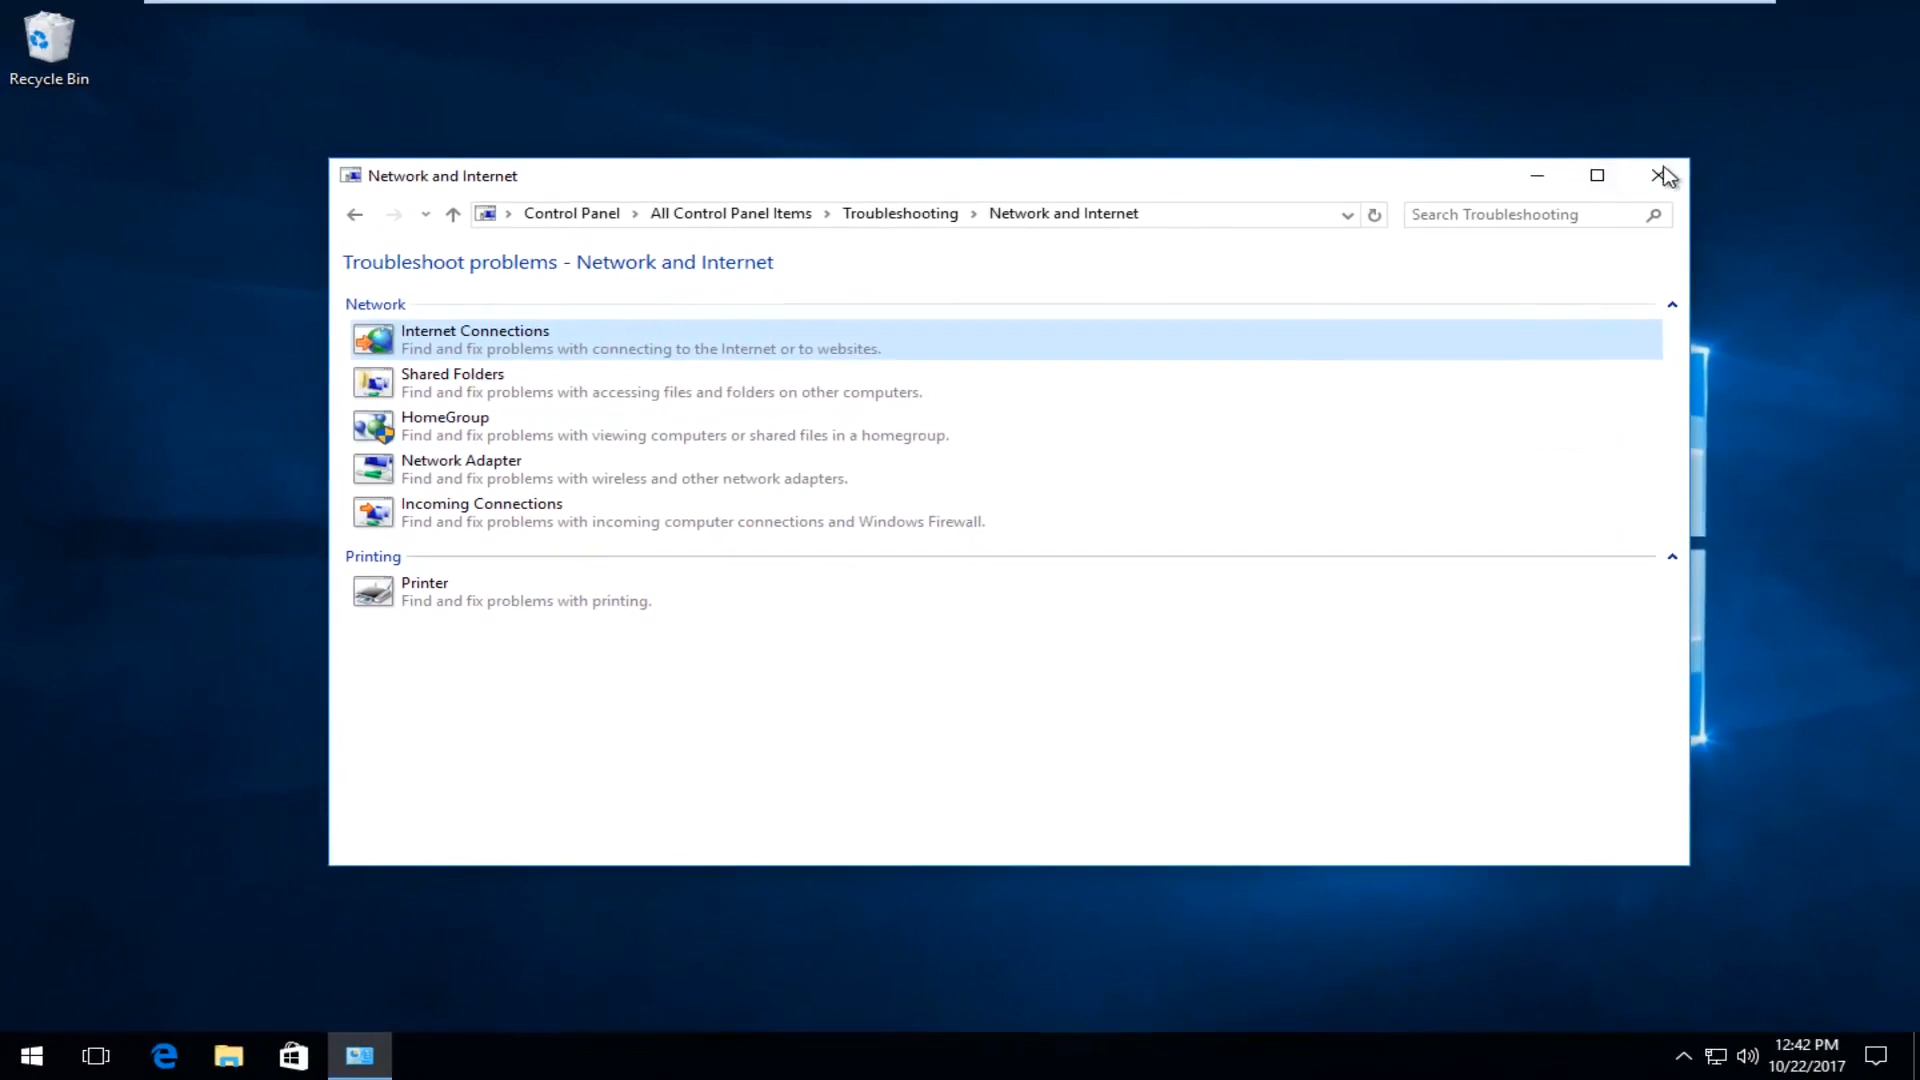 Recycle Bin
Network and Internet
Control Panel
All Control Panel Items
Troubleshooting
Network and Internet
Search Troubleshooting
Troubleshoot problems - Network and Internet
Network
Internet Connections
Find and fix problems with connecting to the Internet or to websites.
Shared Folders
Find and fix problems with accessing files and folders on other computers.
HomeGroup
Find and fix problems with viewing computers or shared files in a homegroup.
Network Adapter
Find and fix problems with wireless and other network adapters.
Incoming Connections
Find and fix problems with incoming computer connections and Windows Firewall.
Printing
Printer
Find and fix problems with printing.
12:42 PM
10/22/2017